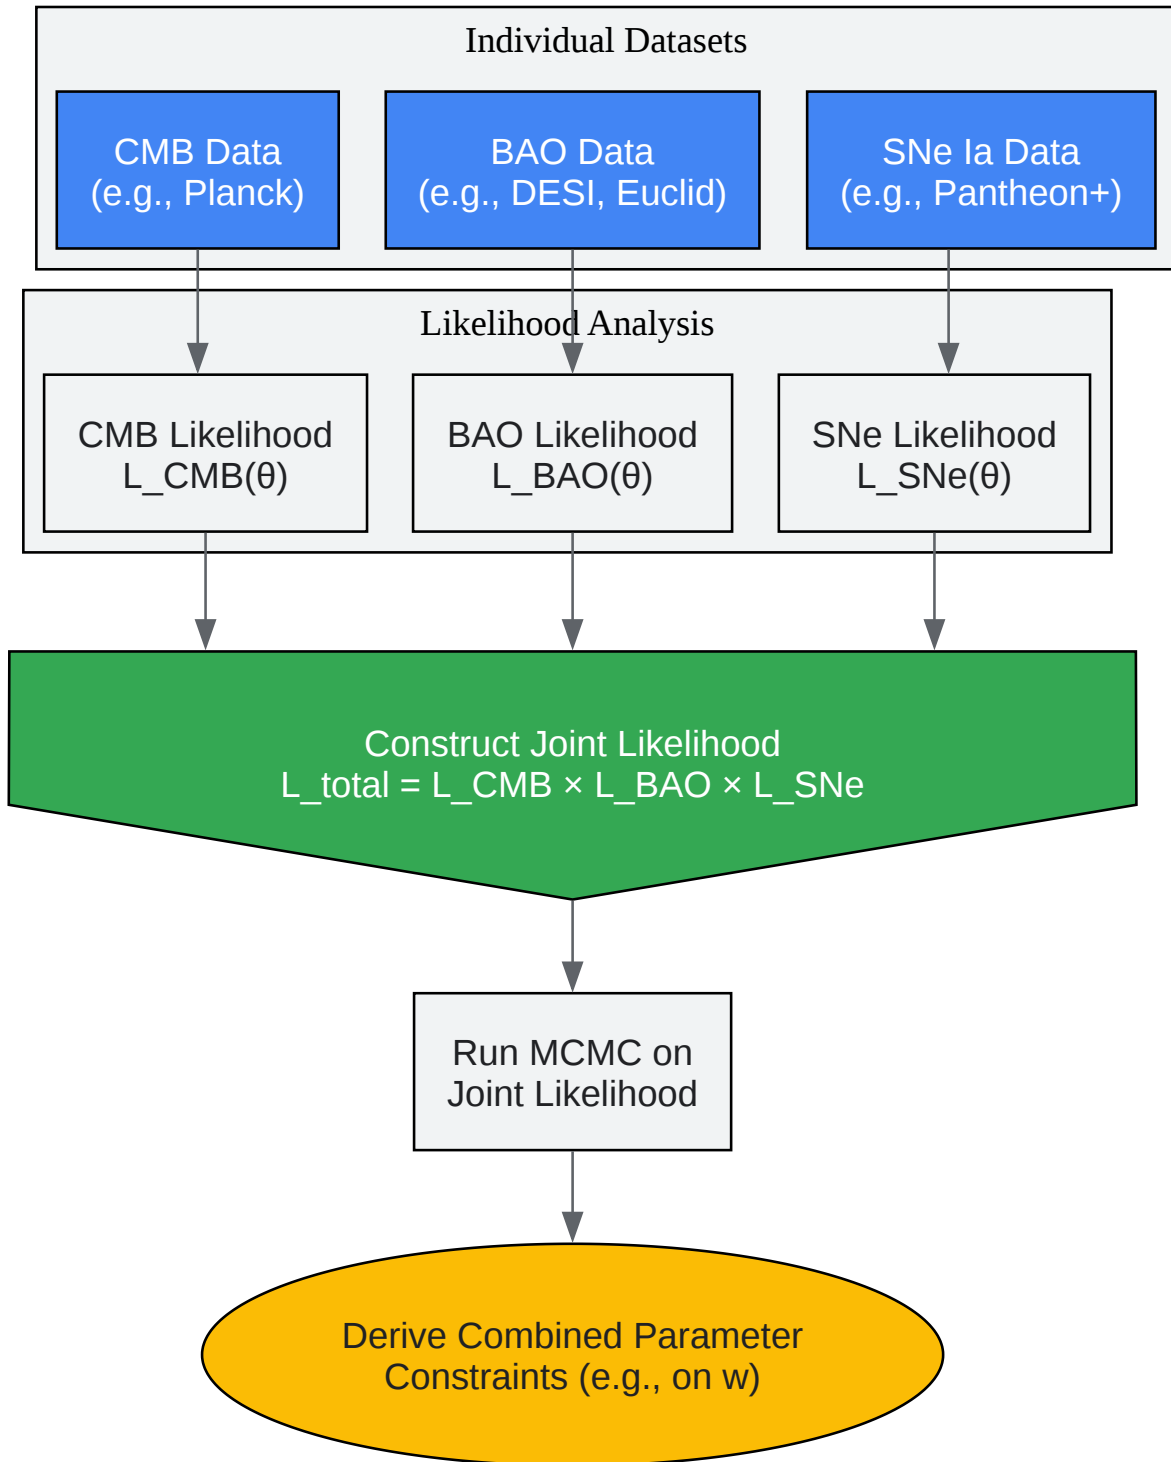 Individual Datasets
CMB Data
(e.g., Planck)
BAO Data
(e.g., DESI, Euclid)
SNe Ia Data
(e.g., Pantheon+)
Likelihood Analysis
CMB Likelihood
L_CMB(θ)
BAO Likelihood
L_BAO(θ)
SNe Likelihood
L_SNe(θ)
Construct Joint Likelihood
L_total = L_CMB × L_BAO × L_SNe
Run MCMC on
Joint Likelihood
Derive Combined Parameter
Constraints (e.g., on w)